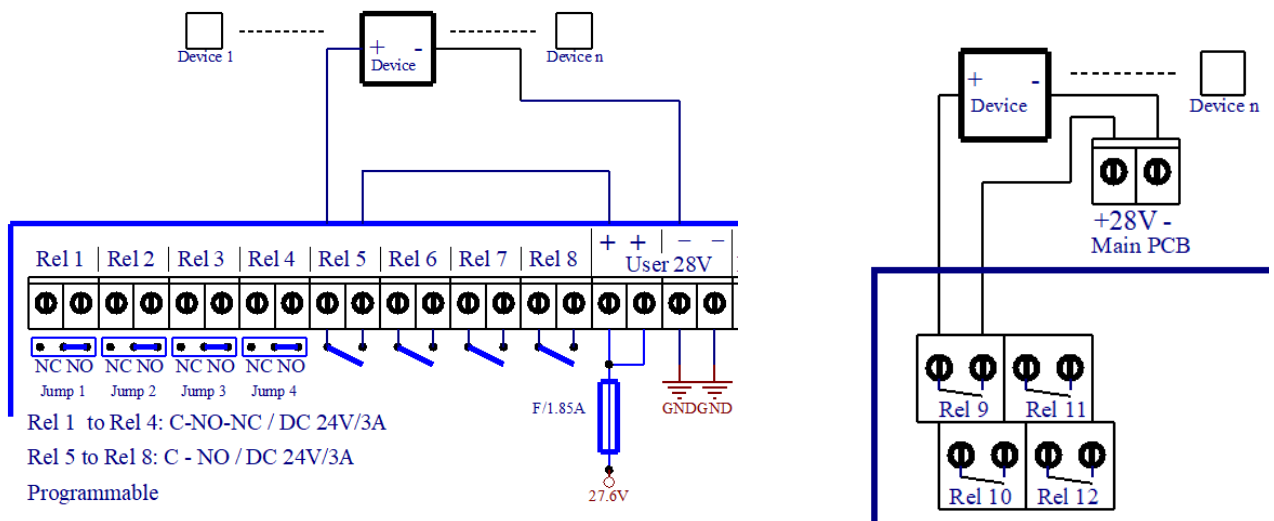 Device 1
+ -
Device
Device n
Rel 1 | Rel 2 | Rel 3 | Rel 4 | Rel 5 | Rel 6 | Rel 7 | Rel 8
+ + − −
User 28V
NC NO NC NO NC NO NC NO
Jump 1 Jump 2 Jump 3 Jump 4
F/1.85A
GND GND
27.6V
Rel 1 to Rel 4: C-NO-NC / DC 24V/3A
Rel 5 to Rel 8: C - NO / DC 24V/3A
Programmable
+ -
Device
Device n
+28V -
Main PCB
Rel 9 Rel 11
Rel 10 Rel 12